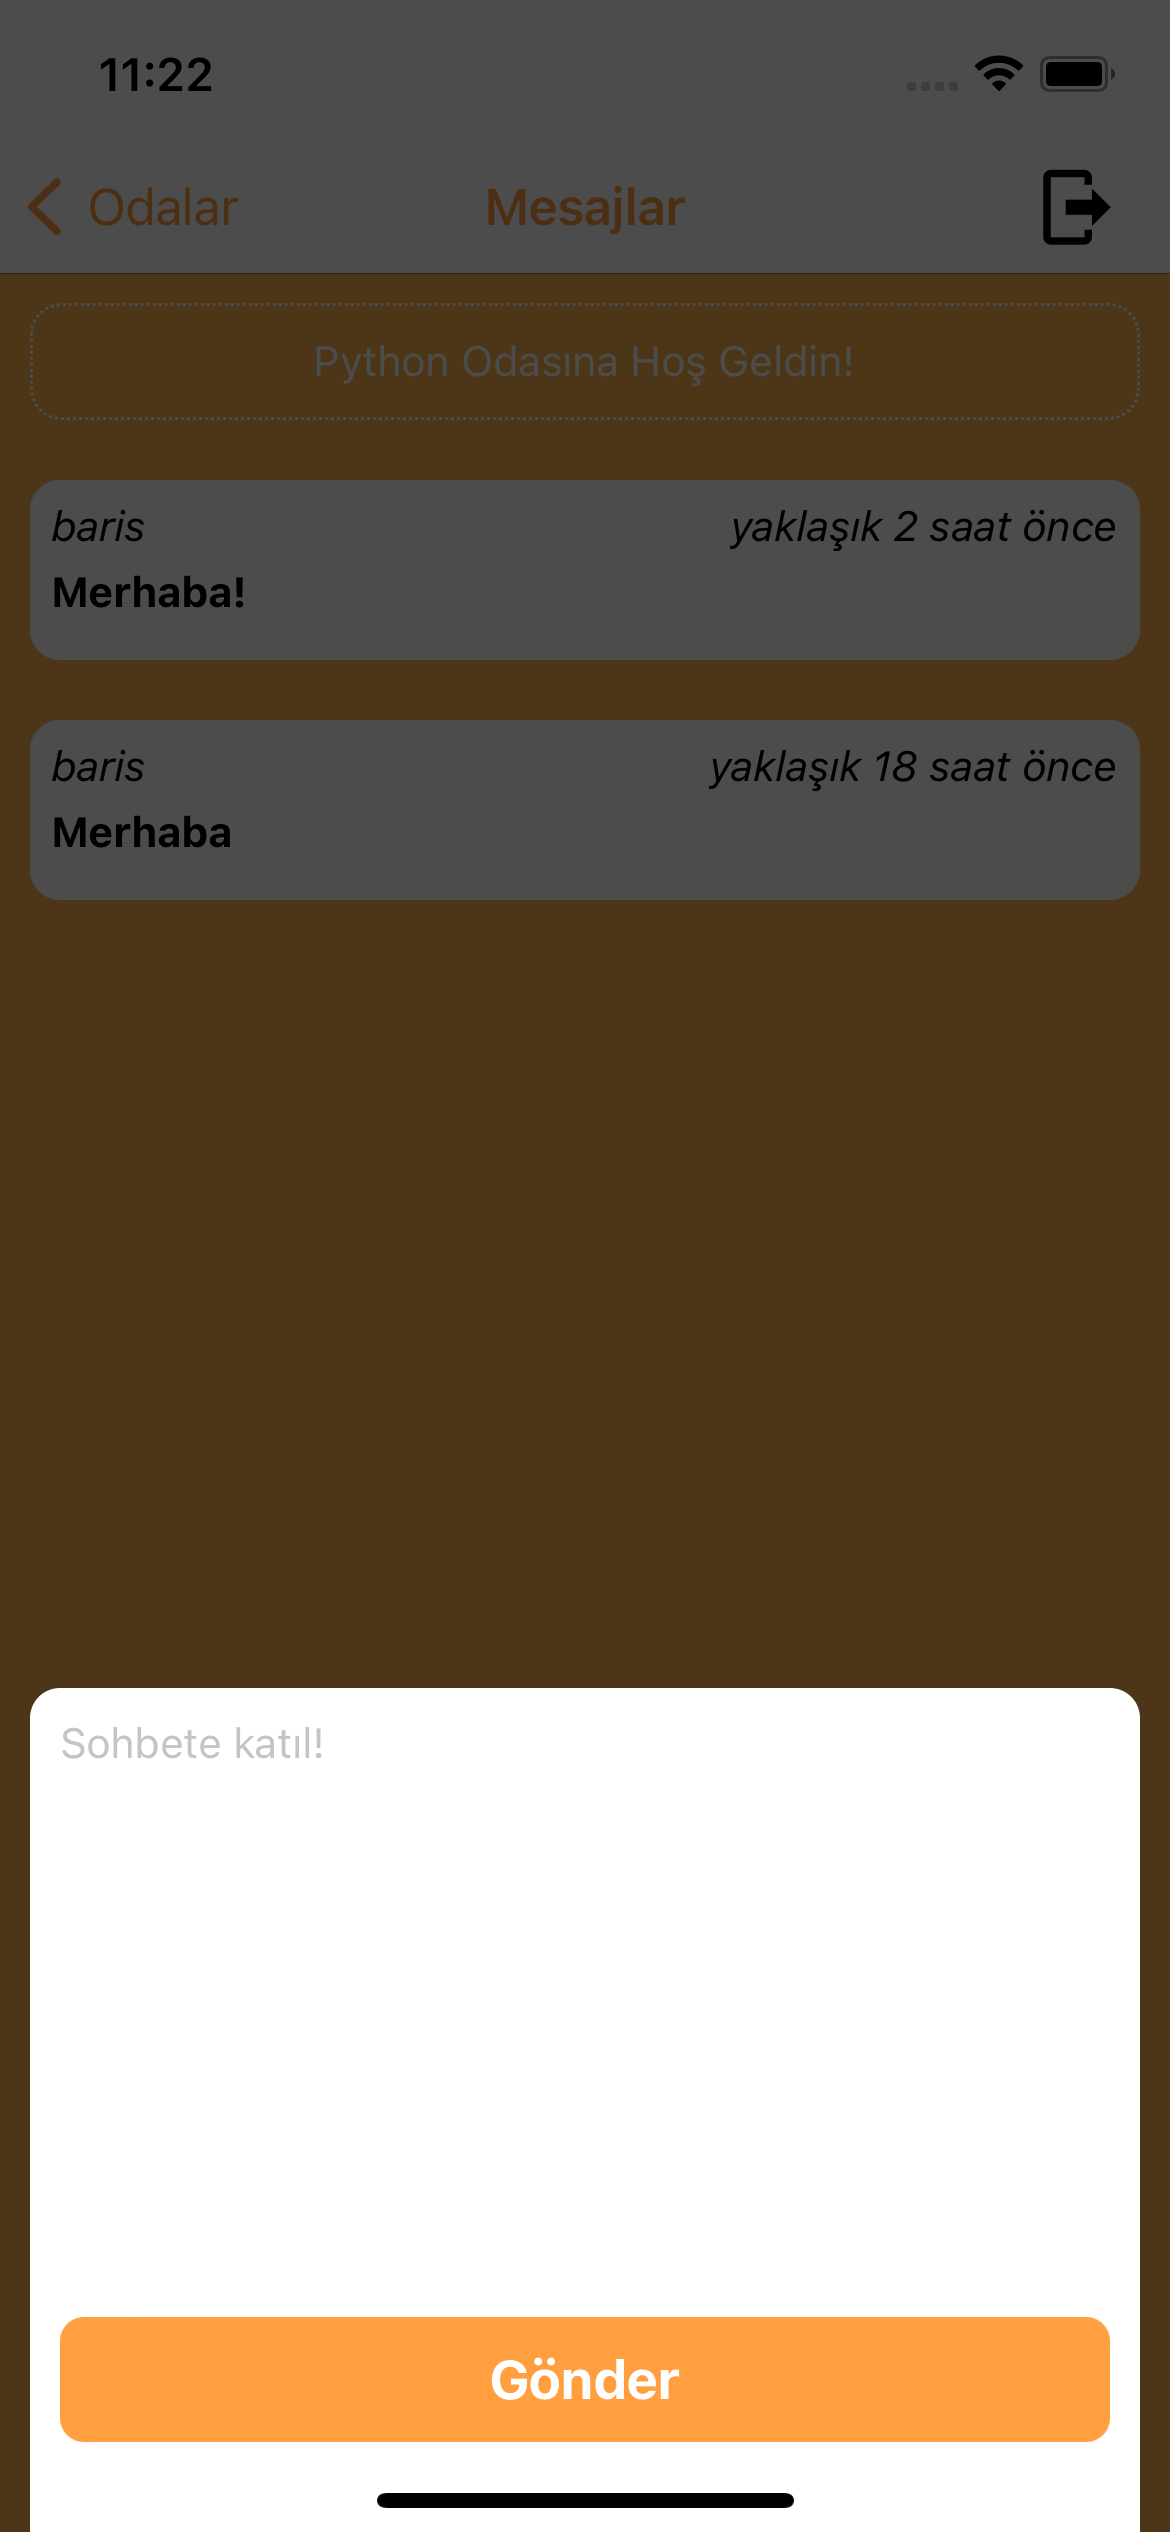 11:22
Odalar
Mesajlar
Python Odasına Hoş Geldin!
baris
yaklaşık 2 saat önce
Merhaba!
baris
yaklaşık 18 saat önce
Merhaba
Sohbete katıl!
Gönder